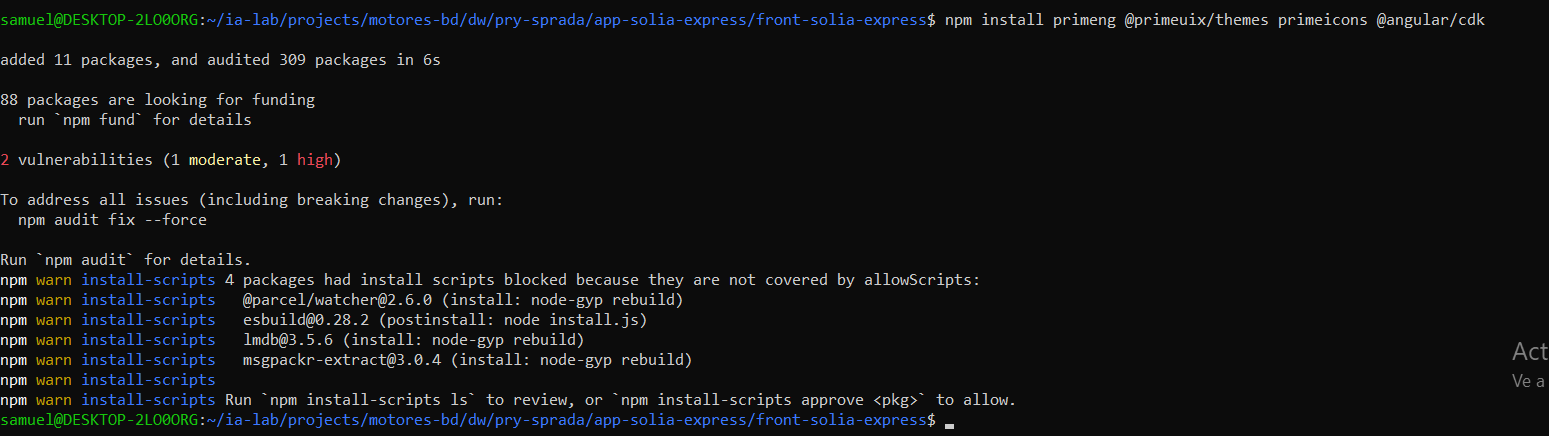 samuel@DESKTOP-2LO0ORG:~/ia-lab/projects/motores-bd/dw/pry-sprada/app-solia-express/front-solia-express$ npm install primeng @primeuix/themes primeicons @angular/cdk
added 11 packages, and audited 309 packages in 6s
88 packages are looking for funding
  run `npm fund` for details
2 vulnerabilities (1 moderate, 1 high)
To address all issues (including breaking changes), run:
  npm audit fix --force
Run `npm audit` for details.
npm warn install-scripts 4 packages had install scripts blocked because they are not covered by allowScripts:
npm warn install-scripts   @parcel/watcher@2.6.0 (install: node-gyp rebuild)
npm warn install-scripts   esbuild@0.28.2 (postinstall: node install.js)
npm warn install-scripts   lmdb@3.5.6 (install: node-gyp rebuild)
npm warn install-scripts   msgpackr-extract@3.0.4 (install: node-gyp rebuild)
npm warn install-scripts
npm warn install-scripts Run `npm install-scripts ls` to review, or `npm install-scripts approve <pkg>` to allow.
samuel@DESKTOP-2LO0ORG:~/ia-lab/projects/motores-bd/dw/pry-sprada/app-solia-express/front-solia-express$
Act
Ve a